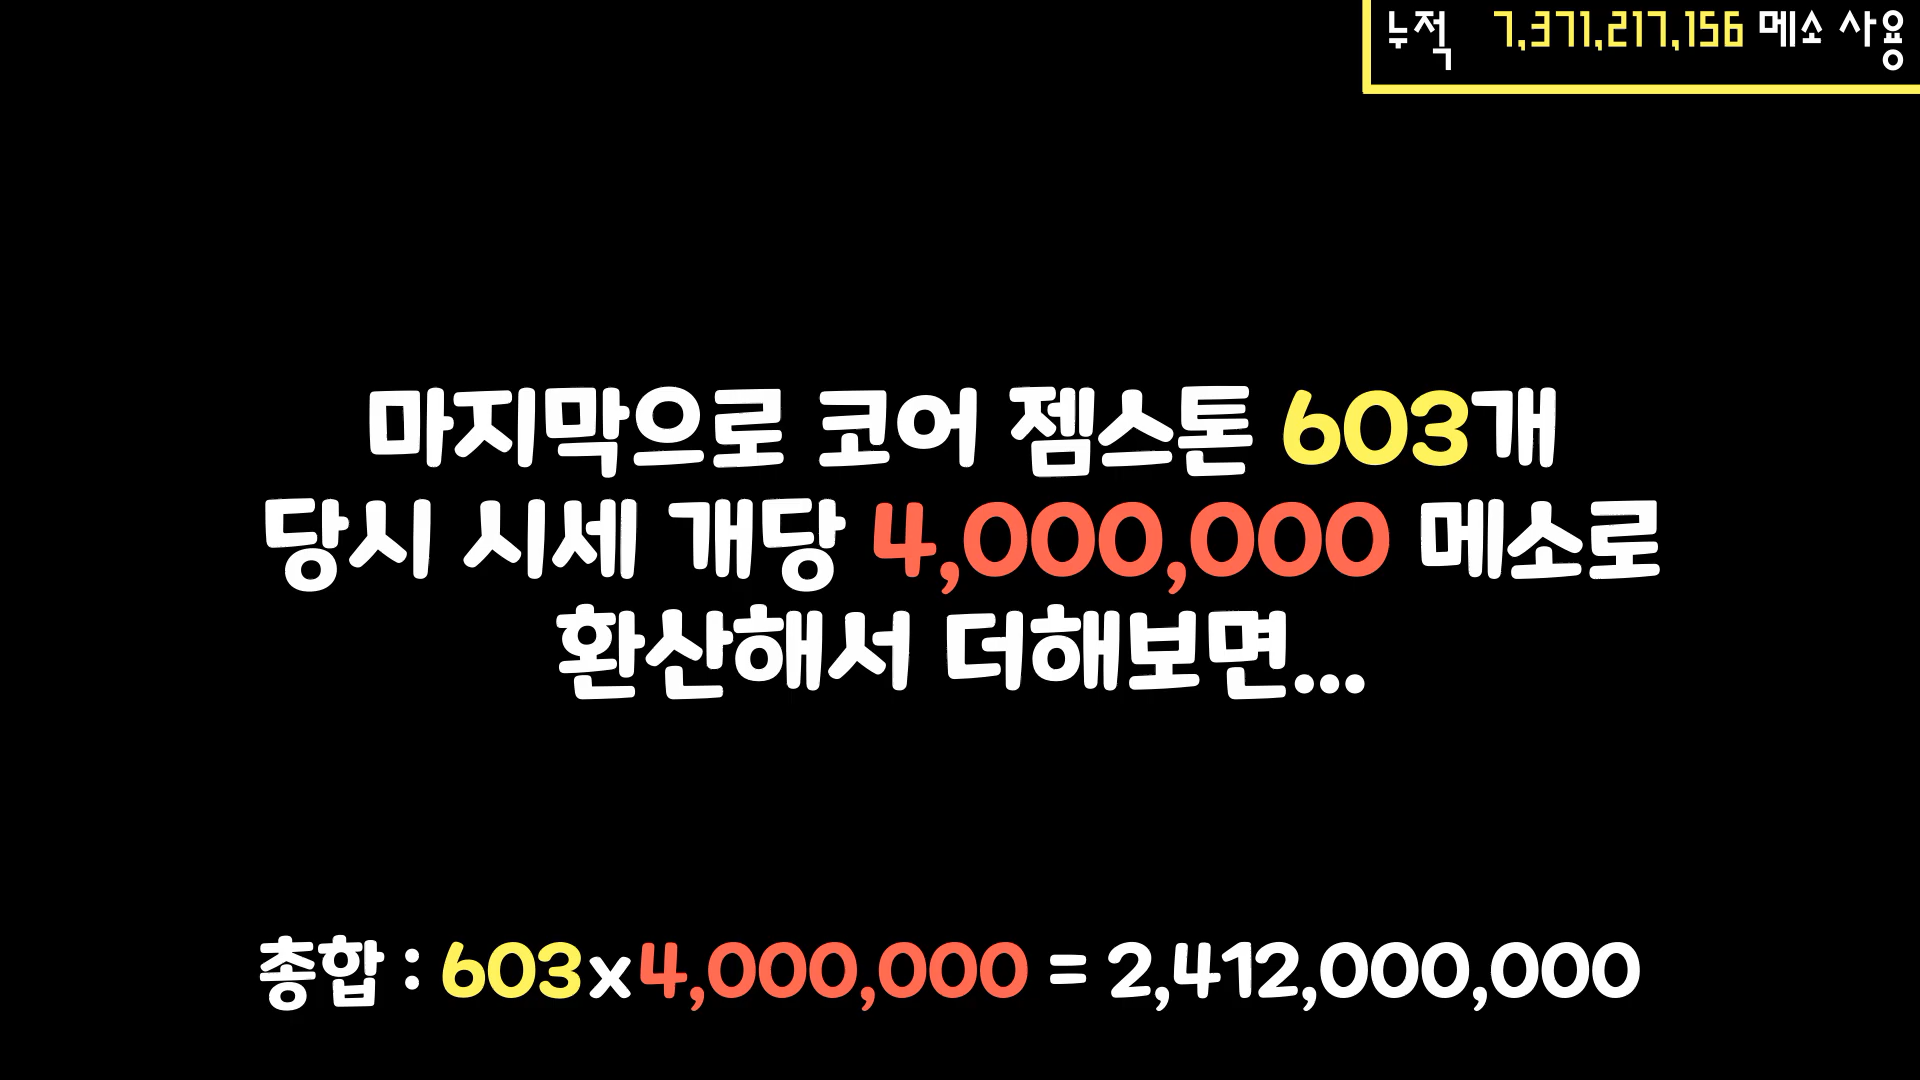 누적 7,371,217,156 메소 사용
마지막으로 코어 젬스톤 603개
당시 시세 개당 4,000,000 메소로
환산해서 더해보면...
총합 : 603x4,000,000 = 2,412,000,000